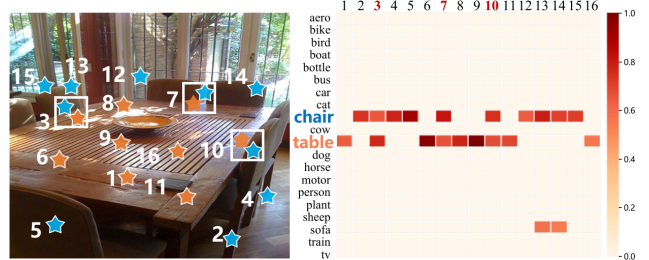 15
13
12
14
3
8
7
9
16
10
6
1
11
4
5
2
1 2 3 4 5 6 7 8 9 10 11 12 13 14 15 16
aero
bike
bird
boat
bottle
bus
car
cat
chair
cow
table
dog
horse
motor
person
plant
sheep
sofa
train
tv
1.0
0.8
0.6
0.4
0.2
0.0